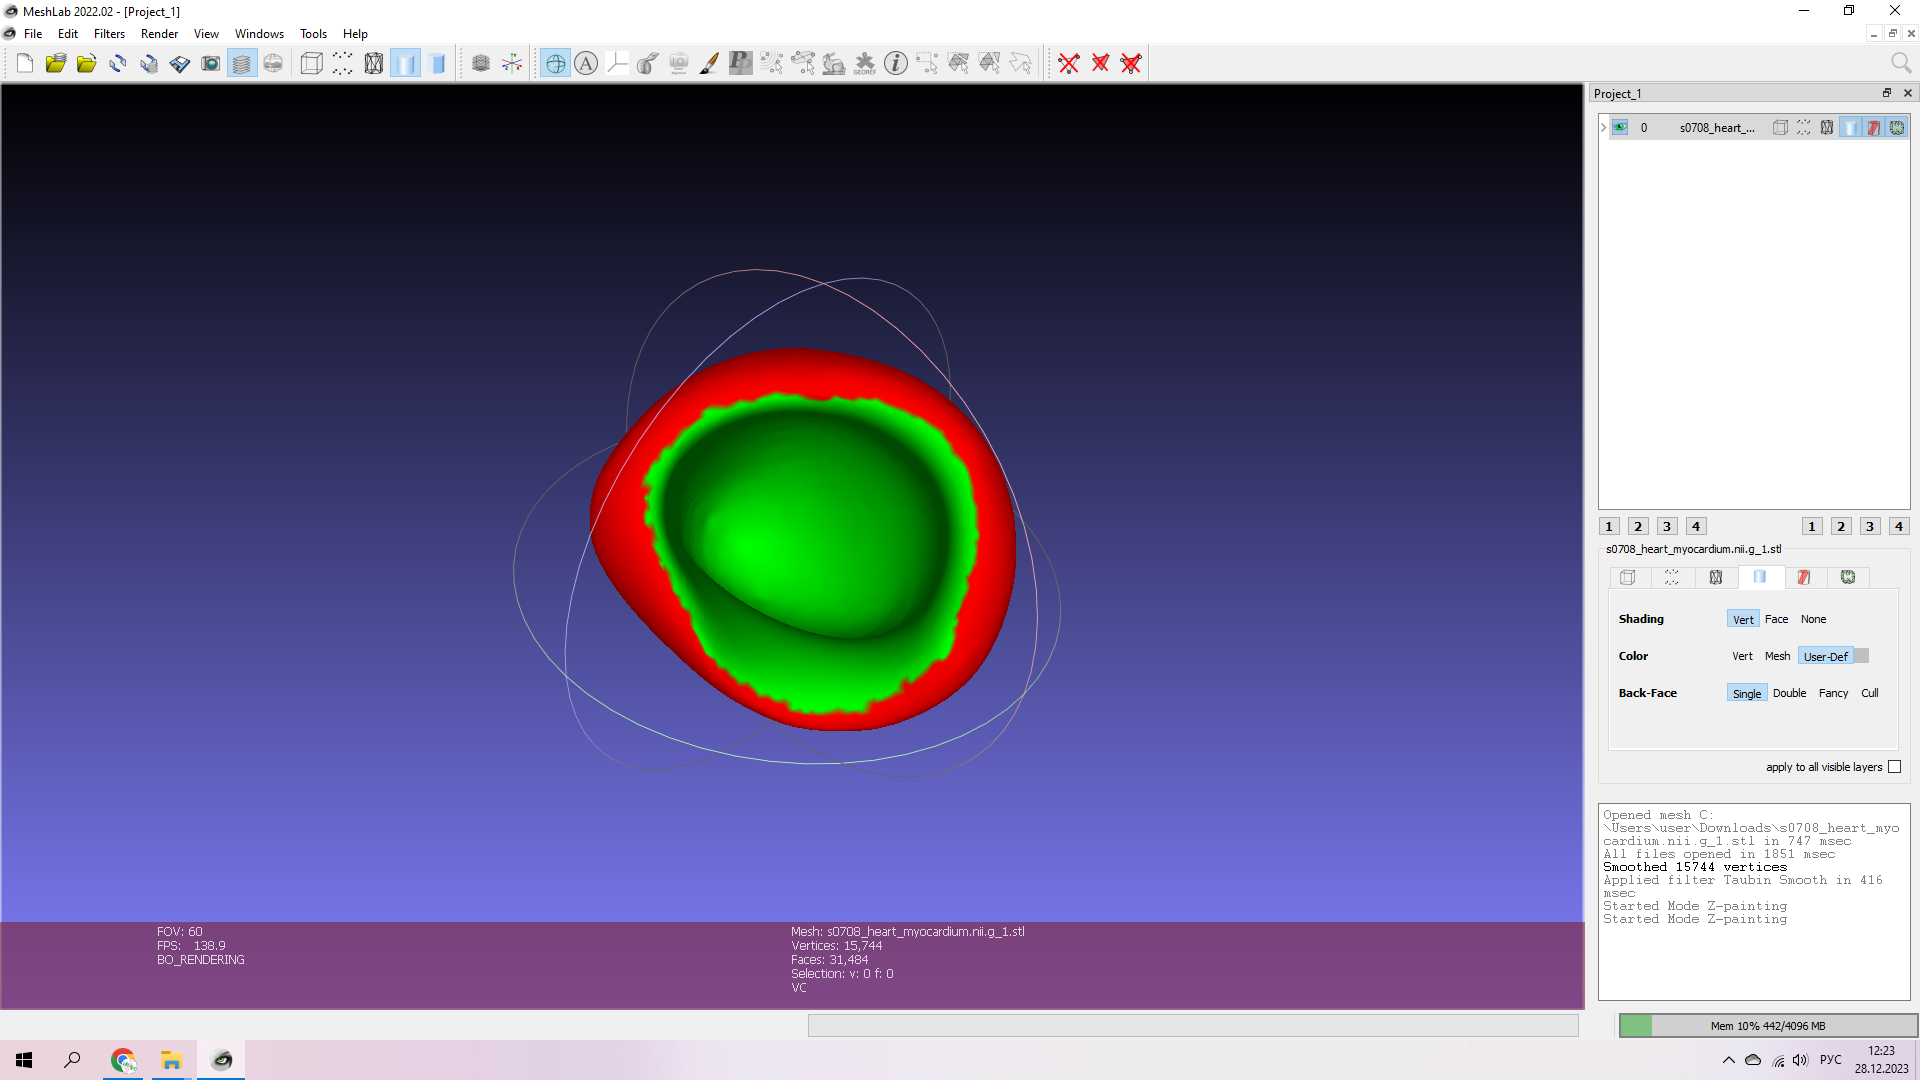 MeshLab 2022.02 - [Project_1]
File Edit Filters Render View Windows Tools Help
A
GEOREF
Project_1
0 s0708_heart_...
1 2 3 4 1 2 3 4
s0708_heart_myocardium.nii.g_1.stl
Shading Vert Face None
Color Vert Mesh User-Def
Back-Face Single Double Fancy Cull
apply to all visible layers
Opened mesh C:
\Users\user\Downloads\s0708_heart_myo
cardium.nii.g_1.stl in 747 msec
All files opened in 1851 msec
Smoothed 15744 vertices
Applied filter Taubin Smooth in 416
msec
Started Mode Z-painting
Started Mode Z-painting
FOV: 60
FPS: 138.9
BO_RENDERING
Mesh: s0708_heart_myocardium.nii.g_1.stl
Vertices: 15,744
Faces: 31,484
Selection: v: 0 f: 0
VC
Mem 10% 442/4096 MB
РУС
12:23
28.12.2023